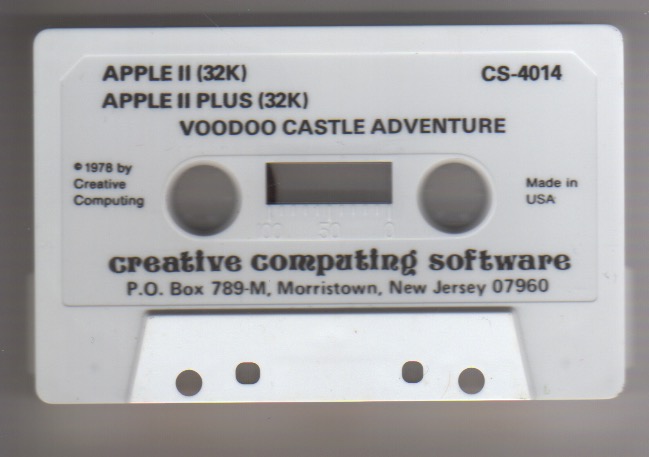 APPLE II (32K)
CS-4014
APPLE II PLUS (32K)
VOODOO CASTLE ADVENTURE
© 1978 by
Creative
Computing
Made in
USA
100 50 0
creative computing software
P.O. Box 789-M, Morristown, New Jersey 07960